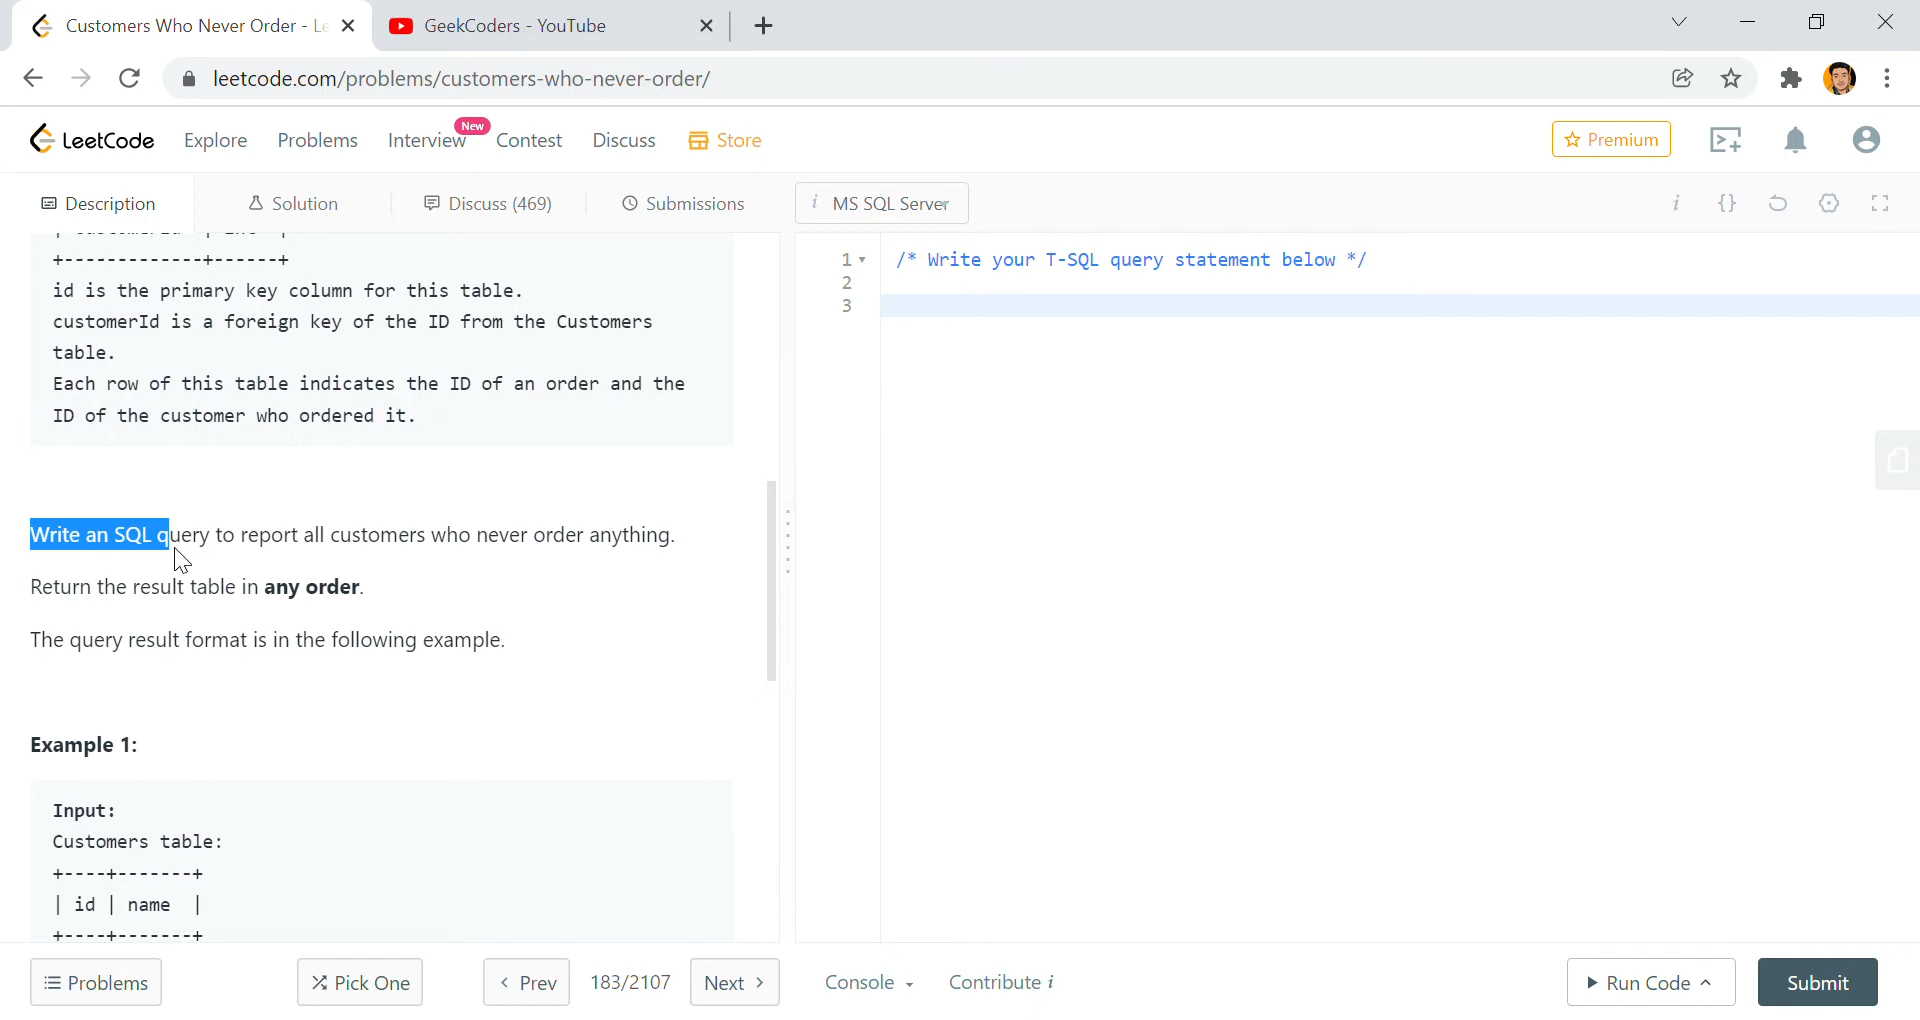 Customers Who Never Order - Le
GeekCoders - YouTube
leetcode.com/problems/customers-who-never-order/
LeetCode
Explore
Problems
Interview
New
Contest
Discuss
Store
Premium
Description
Solution
Discuss (469)
Submissions
i MS SQL Server
i {}
+-------------+------+
id is the primary key column for this table.
customerId is a foreign key of the ID from the Customers
table.
Each row of this table indicates the ID of an order and the
ID of the customer who ordered it.
Write an SQL query to report all customers who never order anything.
Return the result table in any order.
The query result format is in the following example.
Example 1:
Input:
Customers table:
+----+-------+
| id | name  |
+----+-------+
1
2
3
/* Write your T-SQL query statement below */
Problems
Pick One
< Prev
183/2107
Next >
Console
Contribute i
Run Code
Submit